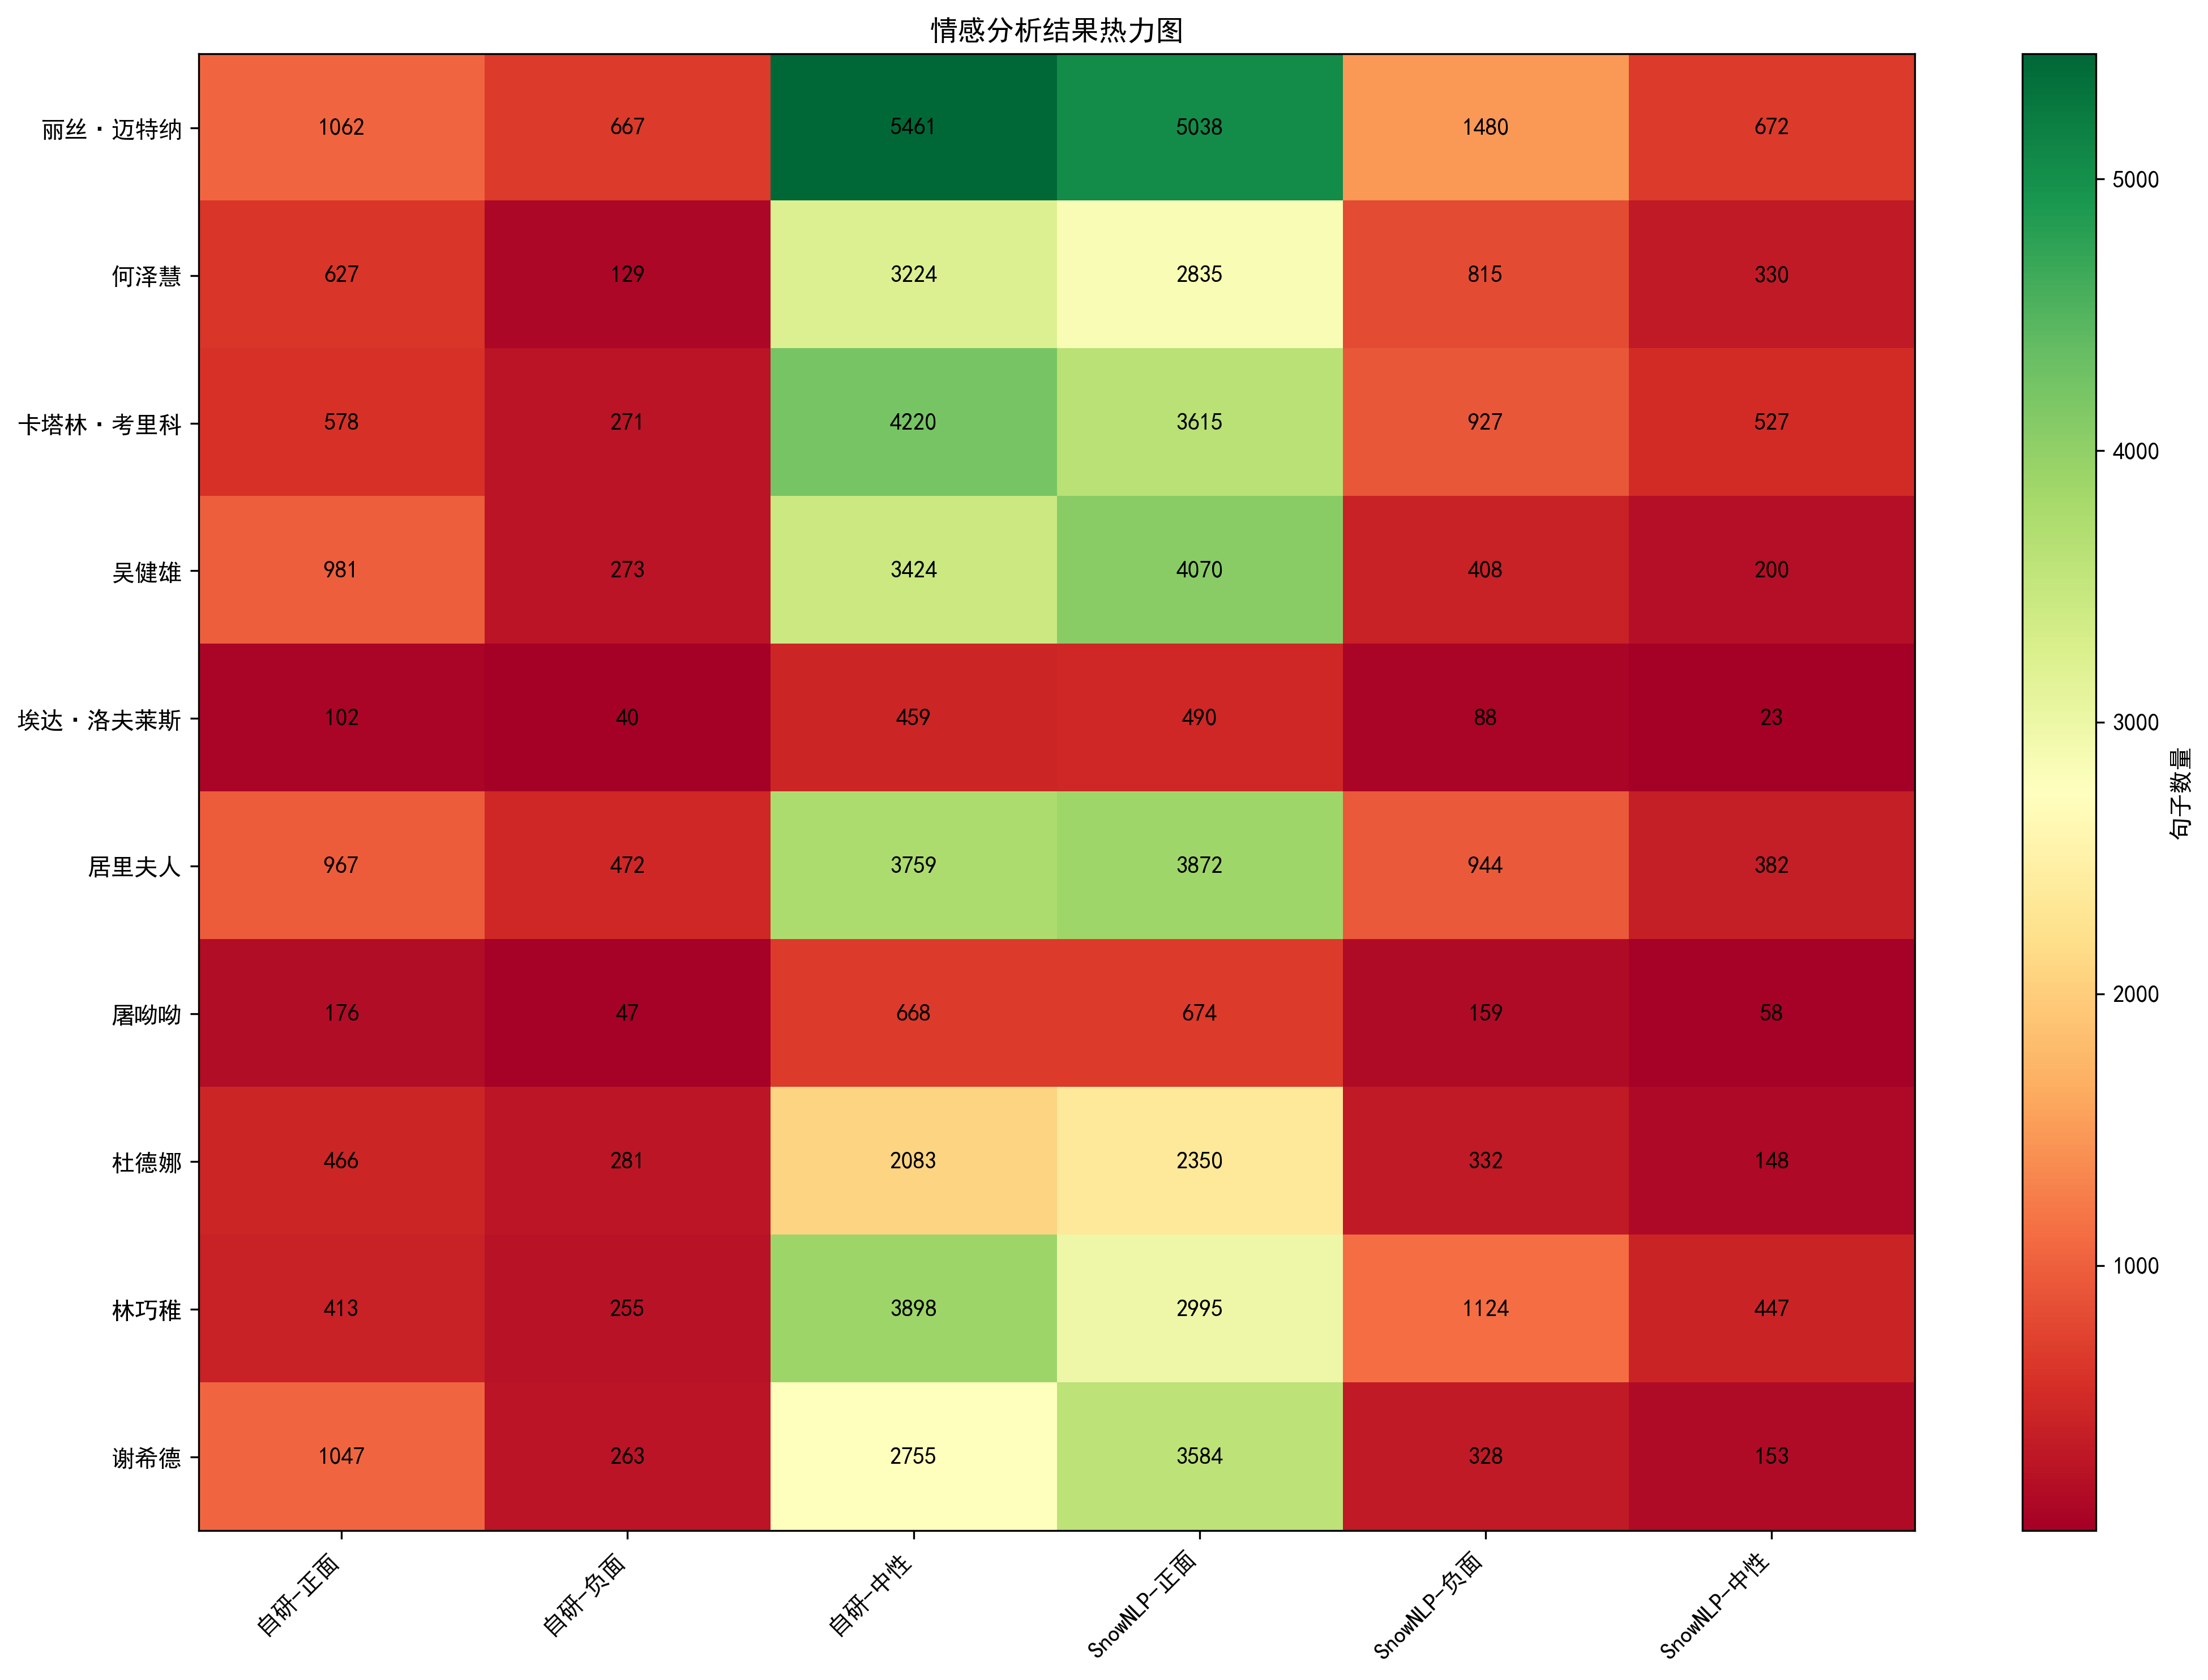 情感分析结果热力图
丽丝·迈特纳 1062 667 5461 5038 1480 672
何泽慧 627 129 3224 2835 815 330
卡塔林·考里科 578 271 4220 3615 927 527
吴健雄 981 273 3424 4070 408 200
埃达·洛夫莱斯 102 40 459 490 88 23
居里夫人 967 472 3759 3872 944 382
屠呦呦 176 47 668 674 159 58
杜德娜 466 281 2083 2350 332 148
林巧稚 413 255 3898 2995 1124 447
谢希德 1047 263 2755 3584 328 153
自研-正面
自研-负面
自研-中性
SnowNLP-正面
SnowNLP-负面
SnowNLP-中性
5000
4000
3000
2000
1000
句子数量